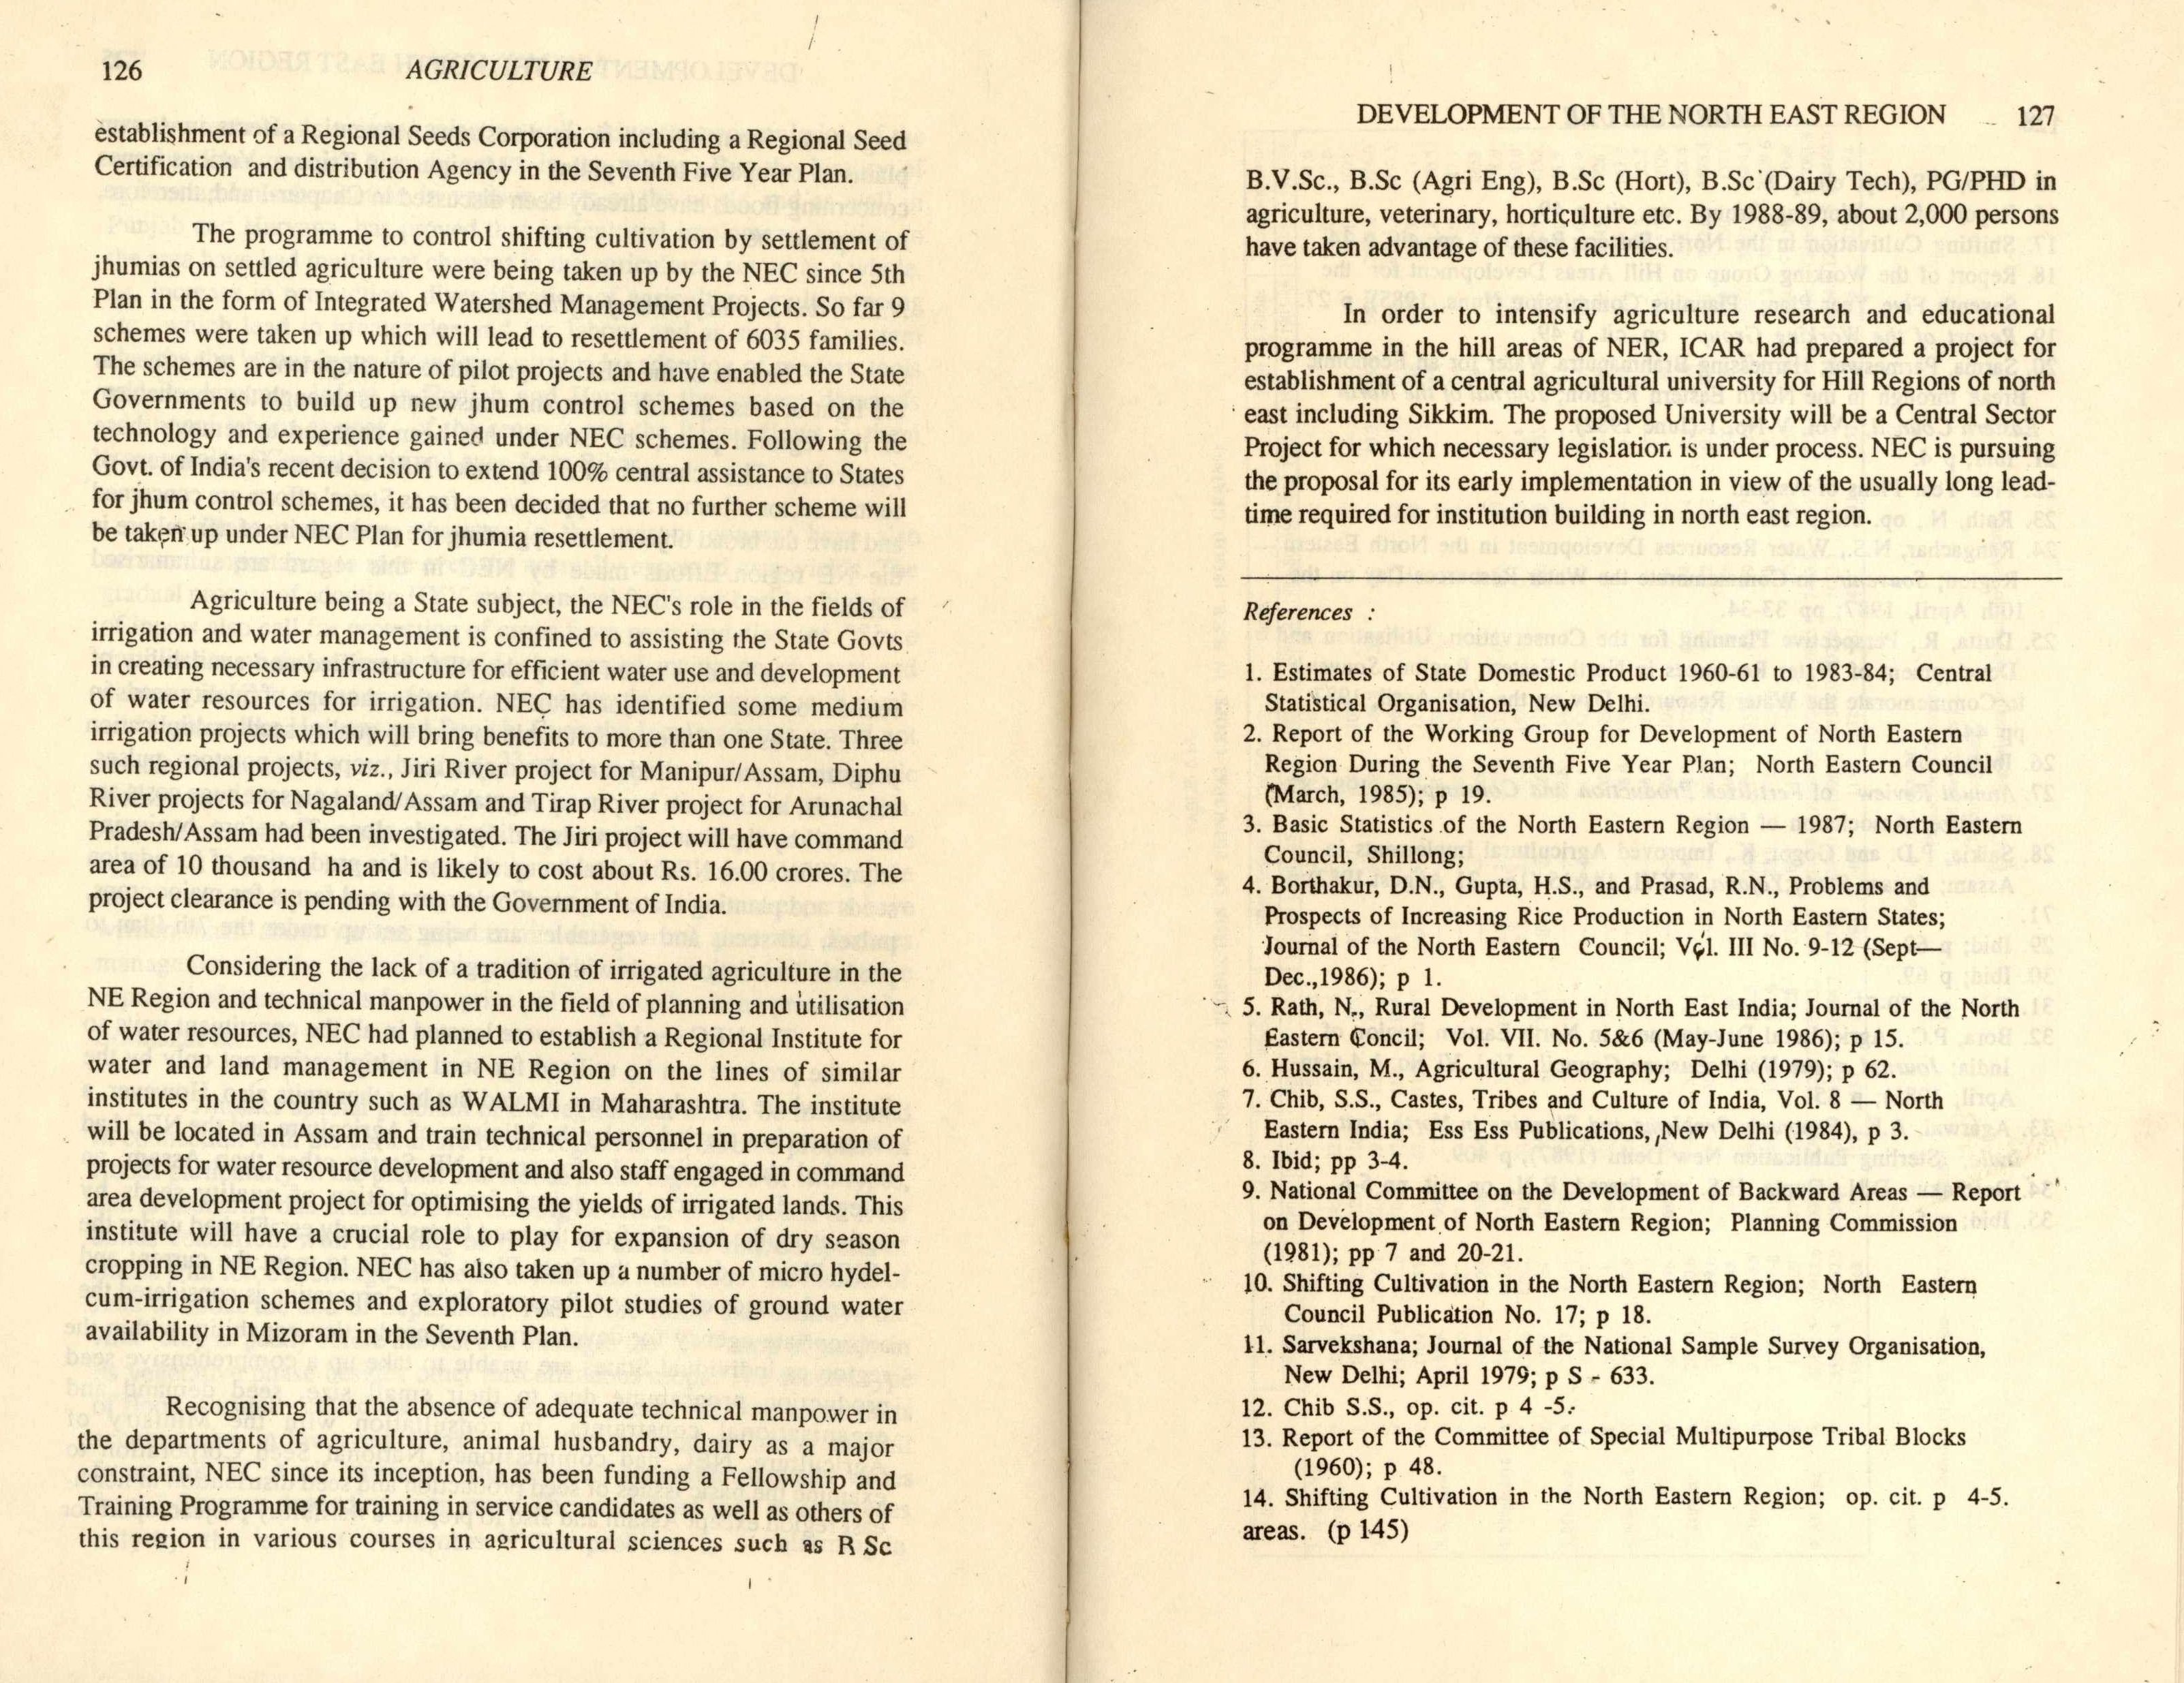 126 AGRICULTURE
establishment of a Regional Seeds Corporation including a Regional Seed
Certification and distribution Agency in the Seventh Five Year Plan.
The programme to control shifting cultivation by settlement of
jhumias on settled agriculture were being taken up by the NEC since 5th
Plan in the form of Integrated Watershed Management Projects. So far 9
schemes were taken up which will lead to resettlement of 6035 families.
The schemes are in the nature of pilot projects and have enabled the State
Governments to build up new jhum control schemes based on the
technology and experience gained under NEC schemes. Following the
Govt. of India's recent decision to extend 100% central assistance to States
for jhum control schemes, it has been decided that no further scheme will
be taken up under NEC Plan for jhumia resettlement.
Agriculture being a State subject, the NEC's role in the fields of
irrigation and water management is confined to assisting the State Govts
in creating necessary infrastructure for efficient water use and development
of water resources for irrigation. NEC has identified some medium
irrigation projects which will bring benefits to more than one State. Three
such regional projects, viz., Jiri River project for Manipur/Assam, Diphu
River projects for Nagaland/Assam and Tirap River project for Arunachal
Pradesh/Assam had been investigated. The Jiri project will have command
area of 10 thousand ha and is likely to cost about Rs. 16.00 crores. The
project clearance is pending with the Government of India.
Considering the lack of a tradition of irrigated agriculture in the
NE Region and technical manpower in the field of planning and utilisation
of water resources, NEC had planned to establish a Regional Institute for
water and land management in NE Region on the lines of similar
institutes in the country such as WALMI in Maharashtra. The institute
will be located in Assam and train technical personnel in preparation of
projects for water resource development and also staff engaged in command
area development project for optimising the yields of irrigated lands. This
institute will have a crucial role to play for expansion of dry season
cropping in NE Region. NEC has also taken up a number of micro hydel-
cum-irrigation schemes and exploratory pilot studies of ground water
availability in Mizoram in the Seventh Plan.
Recognising that the absence of adequate technical manpower in
the departments of agriculture, animal husbandry, dairy as a major
constraint, NEC since its inception, has been funding a Fellowship and
Training Programme for training in service candidates as well as others of
this region in various courses in agricultural sciences such as B Sc
DEVELOPMENT OF THE NORTH EAST REGION 127
B.V.Sc., B.Sc (Agri Eng), B.Sc (Hort), B.Sc (Dairy Tech), PG/PHD in
agriculture, veterinary, horticulture etc. By 1988-89, about 2,000 persons
have taken advantage of these facilities.
In order to intensify agriculture research and educational
programme in the hill areas of NER, ICAR had prepared a project for
establishment of a central agricultural university for Hill Regions of north
east including Sikkim. The proposed University will be a Central Sector
Project for which necessary legislation is under process. NEC is pursuing
the proposal for its early implementation in view of the usually long lead-
time required for institution building in north east region.
References :
1. Estimates of State Domestic Product 1960-61 to 1983-84; Central
Statistical Organisation, New Delhi.
2. Report of the Working Group for Development of North Eastern
Region During the Seventh Five Year Plan; North Eastern Council
(March, 1985); p 19.
3. Basic Statistics of the North Eastern Region — 1987; North Eastern
Council, Shillong;
4. Borthakur, D.N., Gupta, H.S., and Prasad, R.N., Problems and
Prospects of Increasing Rice Production in North Eastern States;
Journal of the North Eastern Council; Vol. III No. 9-12 (Sept—
Dec.,1986); p 1.
5. Rath, N., Rural Development in North East India; Journal of the North
Eastern Concil; Vol. VII. No. 5&6 (May-June 1986); p 15.
6. Hussain, M., Agricultural Geography; Delhi (1979); p 62.
7. Chib, S.S., Castes, Tribes and Culture of India, Vol. 8 — North
Eastern India; Ess Ess Publications, New Delhi (1984), p 3.
8. Ibid; pp 3-4.
9. National Committee on the Development of Backward Areas — Report
on Development of North Eastern Region; Planning Commission
(1981); pp 7 and 20-21.
10. Shifting Cultivation in the North Eastern Region; North Eastern
Council Publication No. 17; p 18.
11. Sarvekshana; Journal of the National Sample Survey Organisation,
New Delhi; April 1979; p S - 633.
12. Chib S.S., op. cit. p 4 -5.
13. Report of the Committee of Special Multipurpose Tribal Blocks
(1960); p 48.
14. Shifting Cultivation in the North Eastern Region; op. cit. p 4-5.
areas. (p 145)